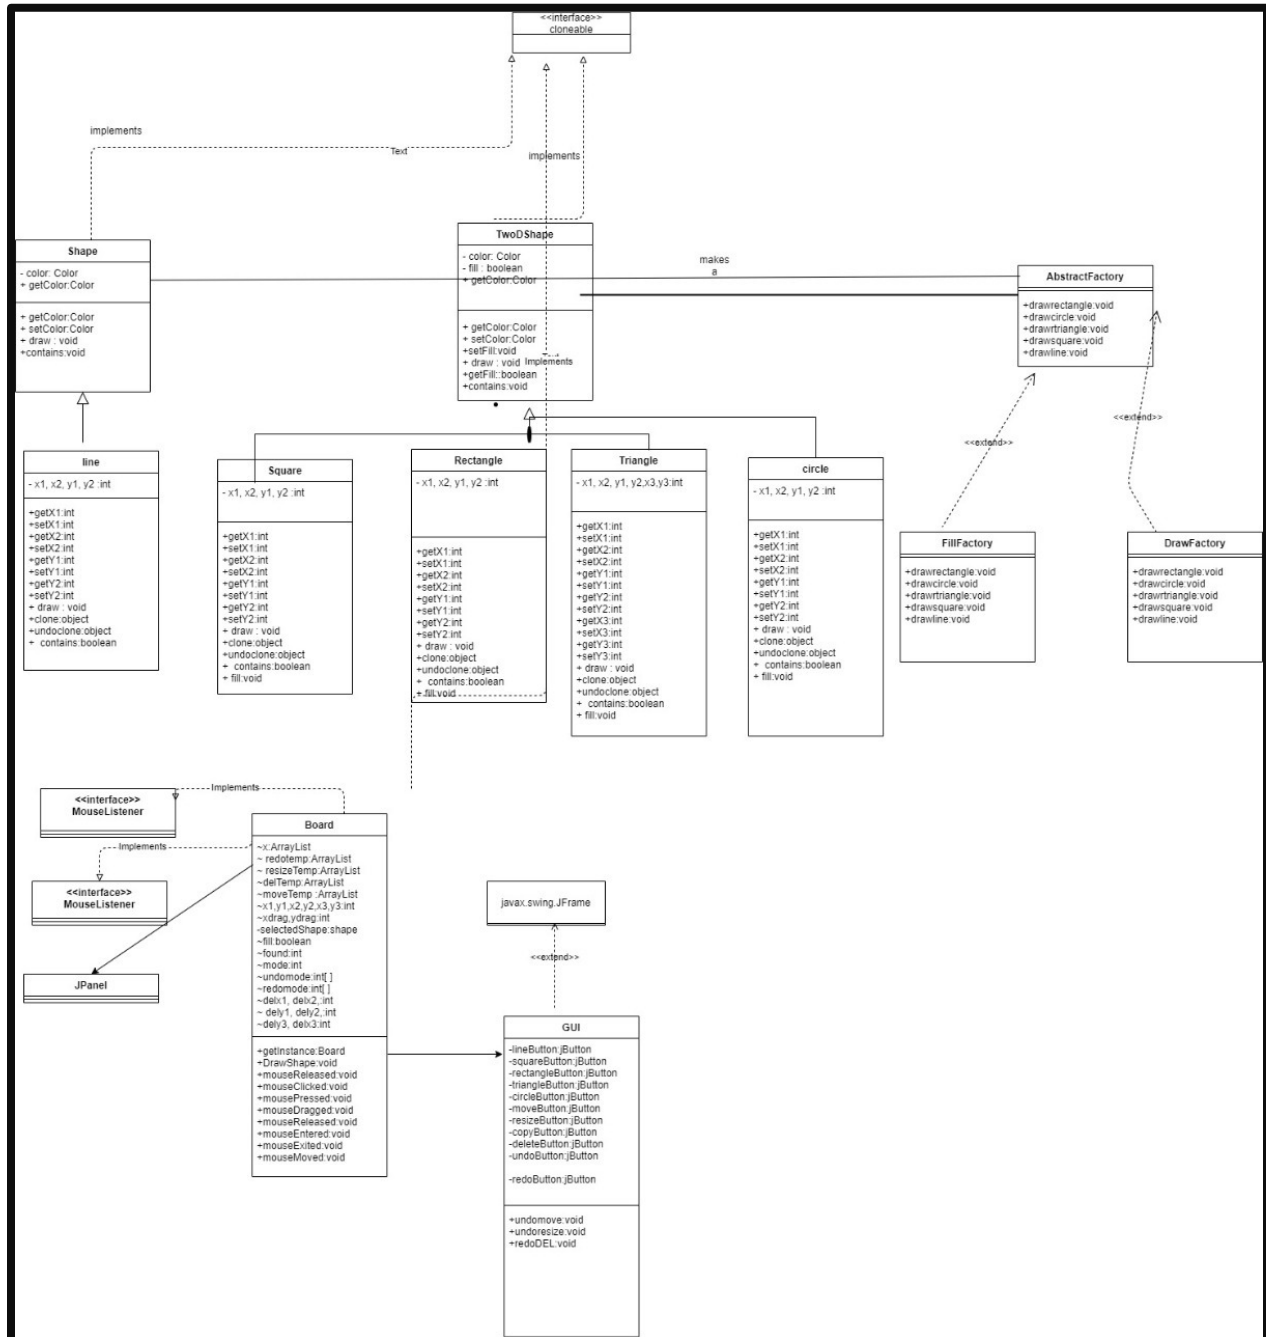 <<interface>>
cloneable
implements
Text
implements
Shape
- color: Color
+ getColor:Color
+ getColor:Color
+ setColor:Color
+ draw : void
+contains:void
TwoDShape
- color: Color
- fill : boolean
+ getColor:Color
+ getColor:Color
+ setColor:Color
+setFill:void
+ draw : void
+getFill::boolean
+contains:void
Implements
makes
a
AbstractFactory
+drawrectangle:void
+drawcircle:void
+drawrtriangle:void
+drawsquare:void
+drawline:void
<<extend>>
<<extend>>
line
- x1, x2, y1, y2 :int
+getX1:int
+setX1:int
+getX2:int
+setX2:int
+getY1:int
+setY1:int
+getY2:int
+setY2:int
+ draw : void
+clone:object
+undoclone:object
+ contains:boolean
Square
- x1, x2, y1, y2 :int
+getX1:int
+setX1:int
+getX2:int
+setX2:int
+getY1:int
+setY1:int
+getY2:int
+setY2:int
+ draw : void
+clone:object
+undoclone:object
+ contains:boolean
+ fill:void
Rectangle
- x1, x2, y1, y2 :int
+getX1:int
+setX1:int
+getX2:int
+setX2:int
+getY1:int
+setY1:int
+getY2:int
+setY2:int
+ draw : void
+clone:object
+undoclone:object
+ contains:boolean
+ fill:void
Triangle
- x1, x2, y1, y2,x3,y3:int
+getX1:int
+setX1:int
+getX2:int
+setX2:int
+getY1:int
+setY1:int
+getY2:int
+setY2:int
+getX3:int
+setX3:int
+getY3:int
+setY3:int
+ draw : void
+clone:object
+undoclone:object
+ contains:boolean
+ fill:void
circle
- x1, x2, y1, y2 :int
+getX1:int
+setX1:int
+getX2:int
+setX2:int
+getY1:int
+setY1:int
+getY2:int
+setY2:int
+ draw : void
+clone:object
+undoclone:object
+ contains:boolean
+ fill:void
FillFactory
+drawrectangle:void
+drawcircle:void
+drawrtriangle:void
+drawsquare:void
+drawline:void
DrawFactory
+drawrectangle:void
+drawcircle:void
+drawrtriangle:void
+drawsquare:void
+drawline:void
Implements
<<interface>>
MouseListener
Implements
<<interface>>
MouseListener
JPanel
Board
~x:ArrayList
~ redotemp:ArrayList
~ resizeTemp:ArrayList
~delTemp:ArrayList
~moveTemp :ArrayList
~x1,y1,x2,y2,x3,y3:int
~xdrag,ydrag:int
-selectedShape:shape
~fill:boolean
~found:int
~mode:int
~undomode:int[ ]
~redomode:int[ ]
~delx1, delx2,:int
~ dely1, dely2,:int
~dely3, delx3:int
+getInstance:Board
+DrawShape:void
+mouseReleased:void
+mouseClicked:void
+mousePressed:void
+mouseDragged:void
+mouseReleased:void
+mouseEntered:void
+mouseExited:void
+mouseMoved:void
javax.swing.JFrame
<<extend>>
GUI
-lineButton:jButton
-squareButton:jButton
-rectangleButton:jButton
-triangleButton:jButton
-circleButton:jButton
-moveButton:jButton
-resizeButton:jButton
-copyButton:jButton
-deleteButton:jButton
-undoButton:jButton
-redoButton:jButton
+undomove:void
+undoresize:void
+redoDEL:void